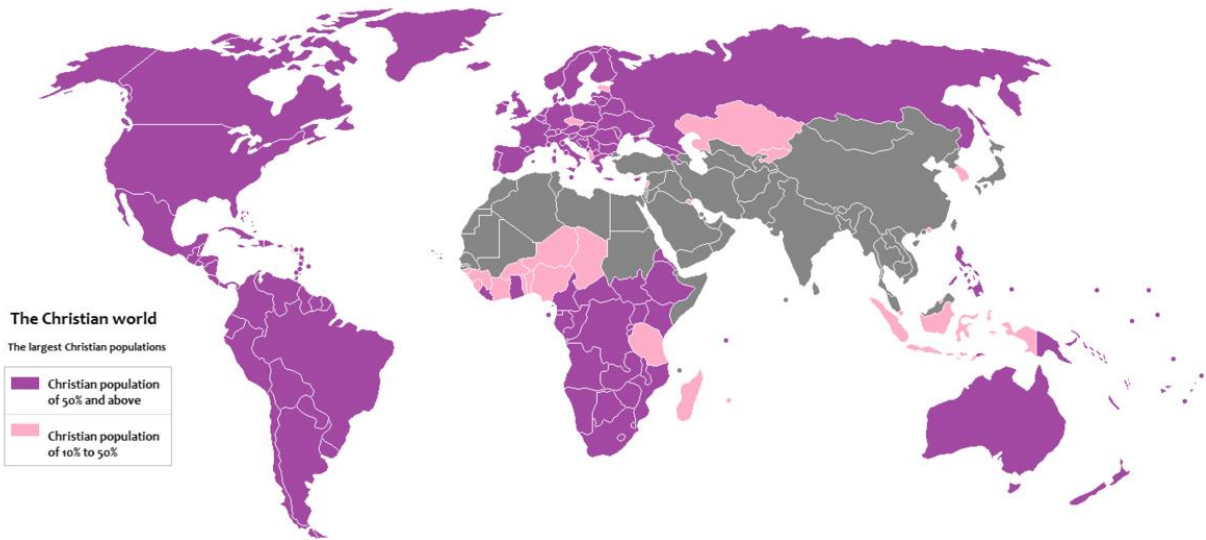 The Christian world
The largest Christian populations
Christian population
of 50% and above
Christian population
of 10% to 50%